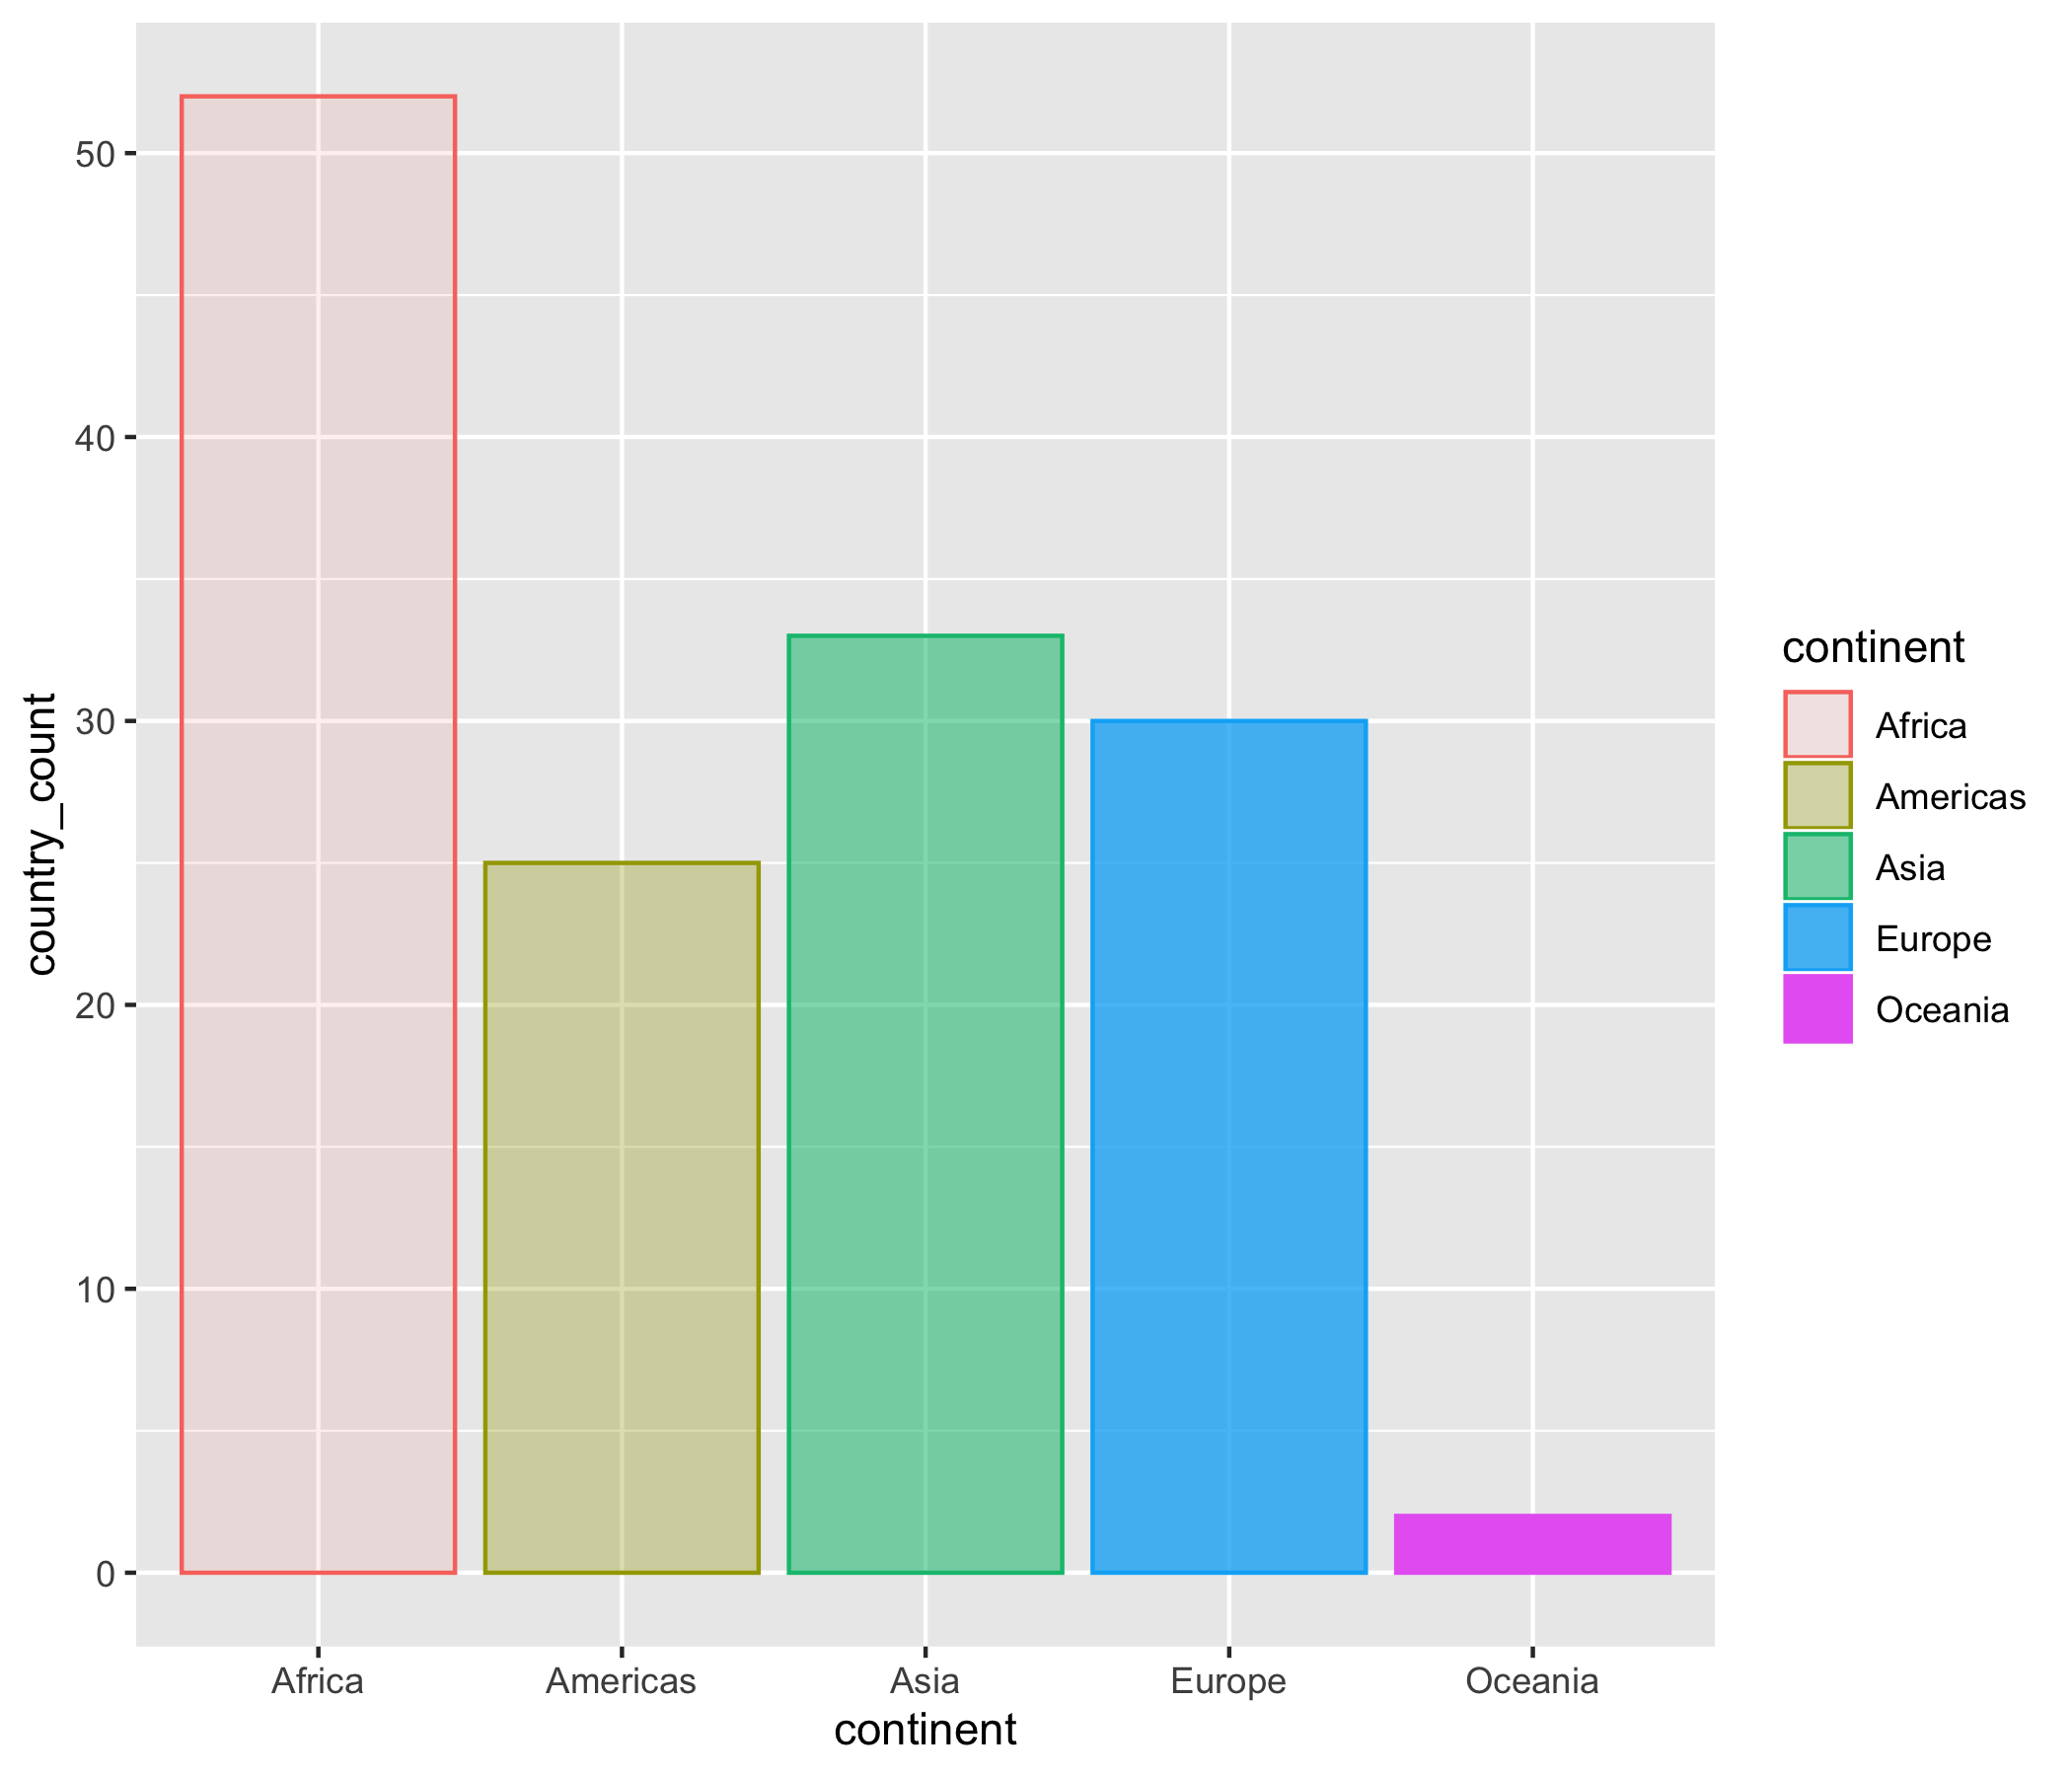 50
40
30
20
10
0
country_count
Africa
Americas
Asia
Europe
Oceania
continent
continent
Africa
Americas
Asia
Europe
Oceania